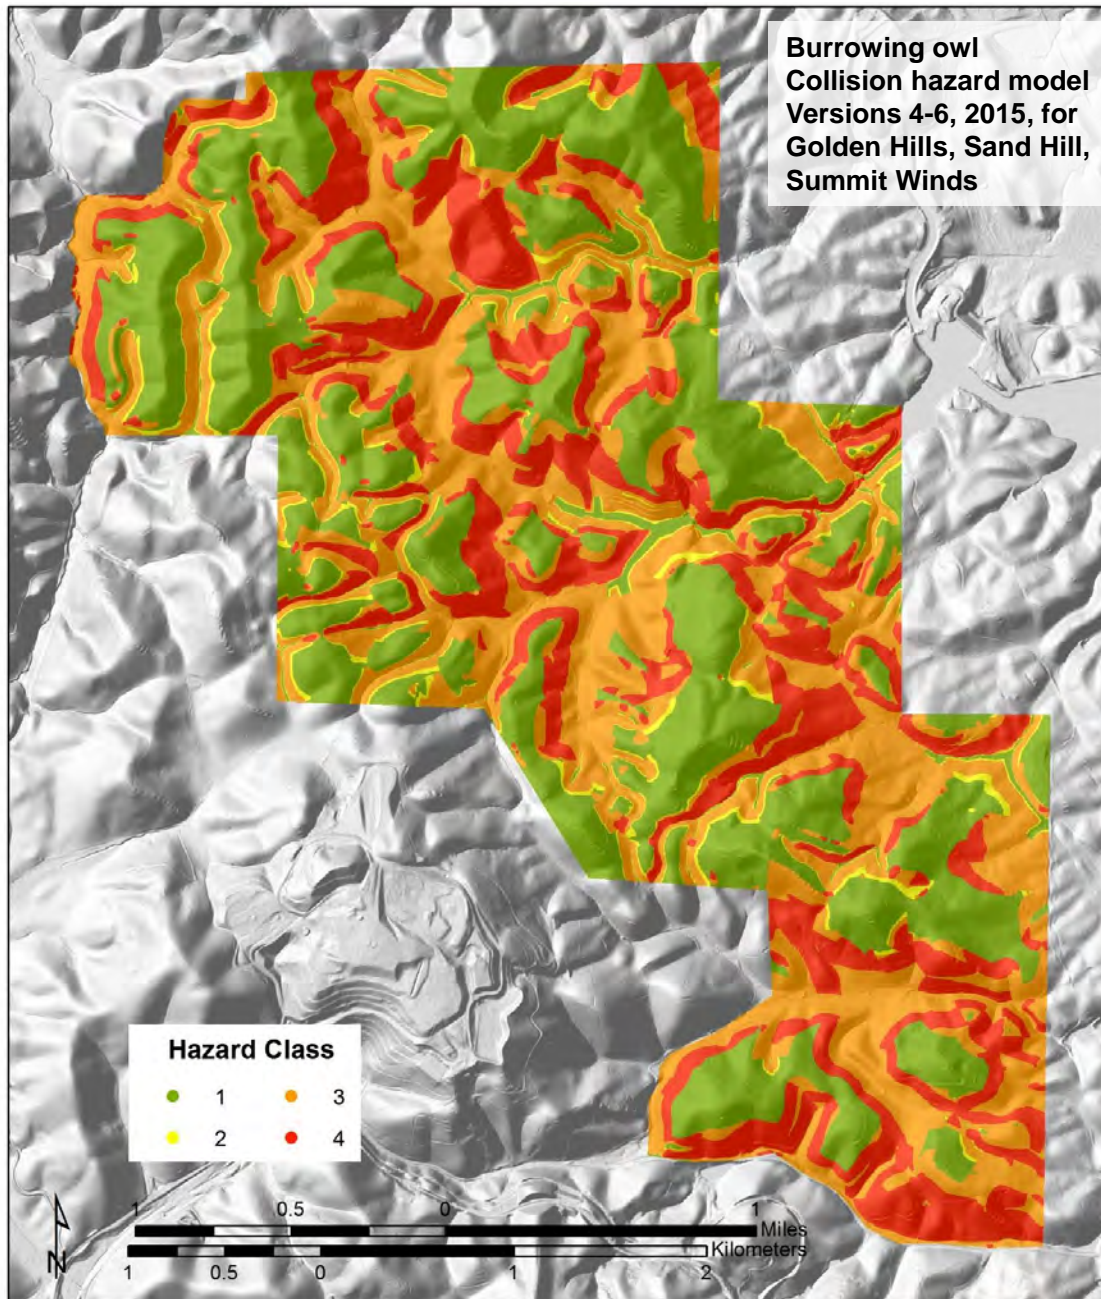 Burrowing owl
Collision hazard model
Versions 4-6, 2015, for
Golden Hills, Sand Hill,
Summit Winds
Hazard Class
1 3
2 4
1 0.5 0 1 Miles
Kilometers
1 0.5 0 1 2
N